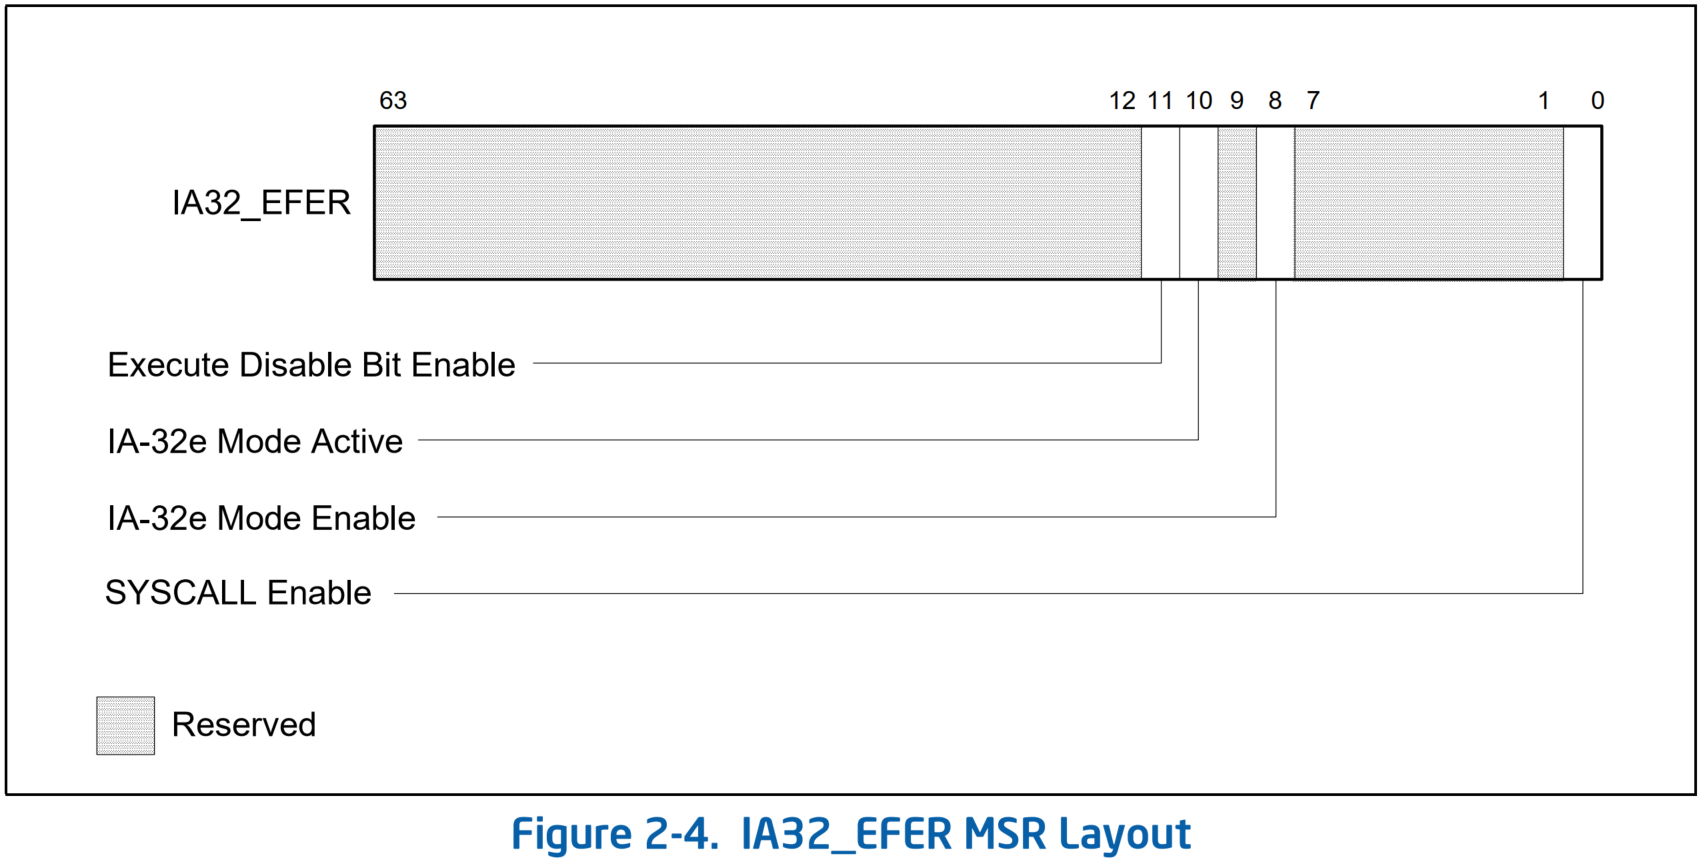 63 12 11 10 9 8 7 1 0
IA32_EFER
Execute Disable Bit Enable
IA-32e Mode Active
IA-32e Mode Enable
SYSCALL Enable
Reserved
Figure 2-4. IA32_EFER MSR Layout